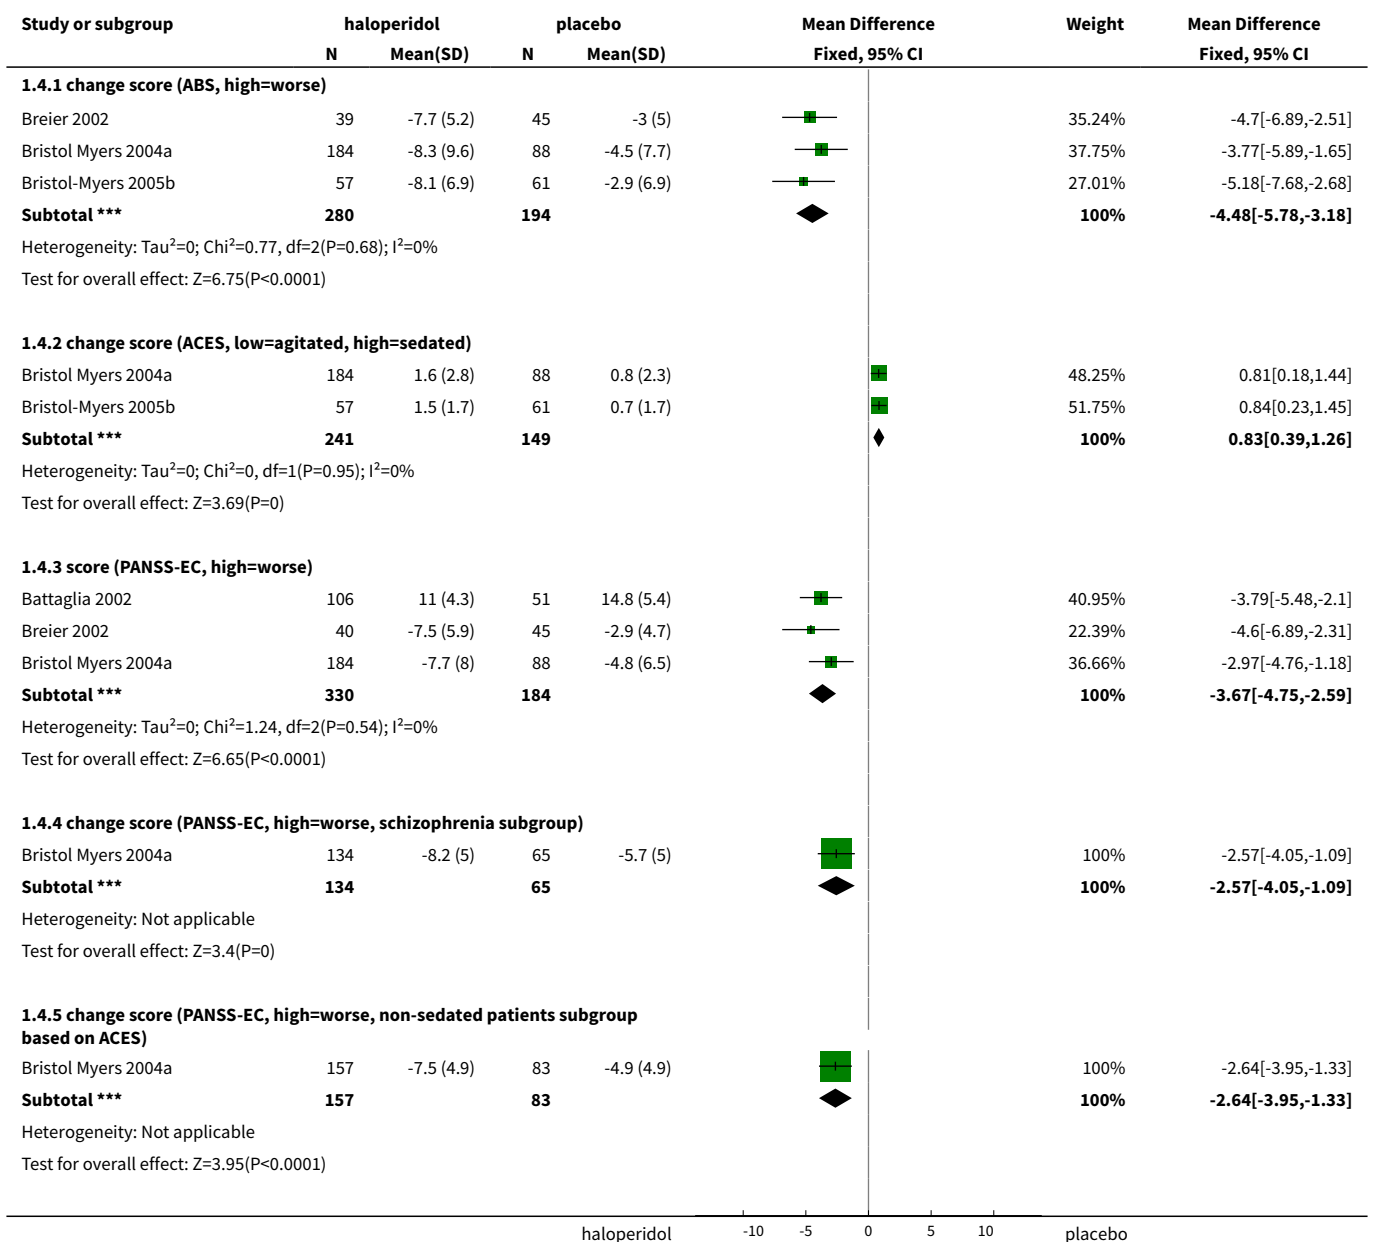 Study or subgroup haloperidol placebo Mean Difference Weight Mean Difference
N Mean(SD) N Mean(SD) Fixed, 95% CI Fixed, 95% CI
1.4.1 change score (ABS, high=worse)
Breier 2002 39 -7.7 (5.2) 45 -3 (5) 35.24% -4.7[-6.89,-2.51]
Bristol Myers 2004a 184 -8.3 (9.6) 88 -4.5 (7.7) 37.75% -3.77[-5.89,-1.65]
Bristol-Myers 2005b 57 -8.1 (6.9) 61 -2.9 (6.9) 27.01% -5.18[-7.68,-2.68]
Subtotal *** 280 194 100% -4.48[-5.78,-3.18]
Heterogeneity: Tau²=0; Chi²=0.77, df=2(P=0.68); I²=0%
Test for overall effect: Z=6.75(P<0.0001)
1.4.2 change score (ACES, low=agitated, high=sedated)
Bristol Myers 2004a 184 1.6 (2.8) 88 0.8 (2.3) 48.25% 0.81[0.18,1.44]
Bristol-Myers 2005b 57 1.5 (1.7) 61 0.7 (1.7) 51.75% 0.84[0.23,1.45]
Subtotal *** 241 149 100% 0.83[0.39,1.26]
Heterogeneity: Tau²=0; Chi²=0, df=1(P=0.95); I²=0%
Test for overall effect: Z=3.69(P=0)
1.4.3 score (PANSS-EC, high=worse)
Battaglia 2002 106 11 (4.3) 51 14.8 (5.4) 40.95% -3.79[-5.48,-2.1]
Breier 2002 40 -7.5 (5.9) 45 -2.9 (4.7) 22.39% -4.6[-6.89,-2.31]
Bristol Myers 2004a 184 -7.7 (8) 88 -4.8 (6.5) 36.66% -2.97[-4.76,-1.18]
Subtotal *** 330 184 100% -3.67[-4.75,-2.59]
Heterogeneity: Tau²=0; Chi²=1.24, df=2(P=0.54); I²=0%
Test for overall effect: Z=6.65(P<0.0001)
1.4.4 change score (PANSS-EC, high=worse, schizophrenia subgroup)
Bristol Myers 2004a 134 -8.2 (5) 65 -5.7 (5) 100% -2.57[-4.05,-1.09]
Subtotal *** 134 65 100% -2.57[-4.05,-1.09]
Heterogeneity: Not applicable
Test for overall effect: Z=3.4(P=0)
1.4.5 change score (PANSS-EC, high=worse, non-sedated patients subgroup
based on ACES)
Bristol Myers 2004a 157 -7.5 (4.9) 83 -4.9 (4.9) 100% -2.64[-3.95,-1.33]
Subtotal *** 157 83 100% -2.64[-3.95,-1.33]
Heterogeneity: Not applicable
Test for overall effect: Z=3.95(P<0.0001)
haloperidol -10 -5 0 5 10 placebo